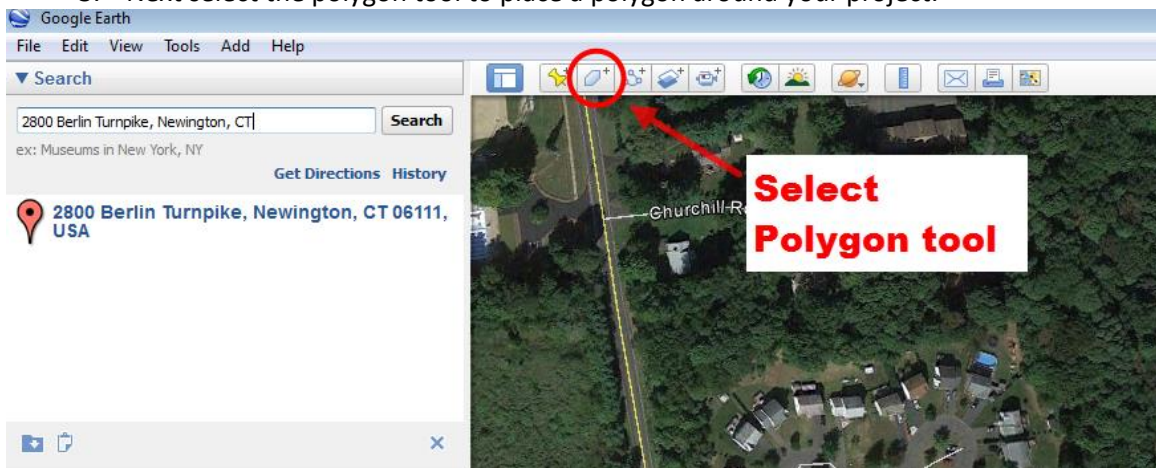 Next select the polygon tool to place a polygon around your project.
Google Earth
File Edit View Tools Add Help
▼ Search
2800 Berlin Turnpike, Newington, CT
Search
ex: Museums in New York, NY
Get Directions History
2800 Berlin Turnpike, Newington, CT 06111,
USA
Churchill R
Select
Polygon tool